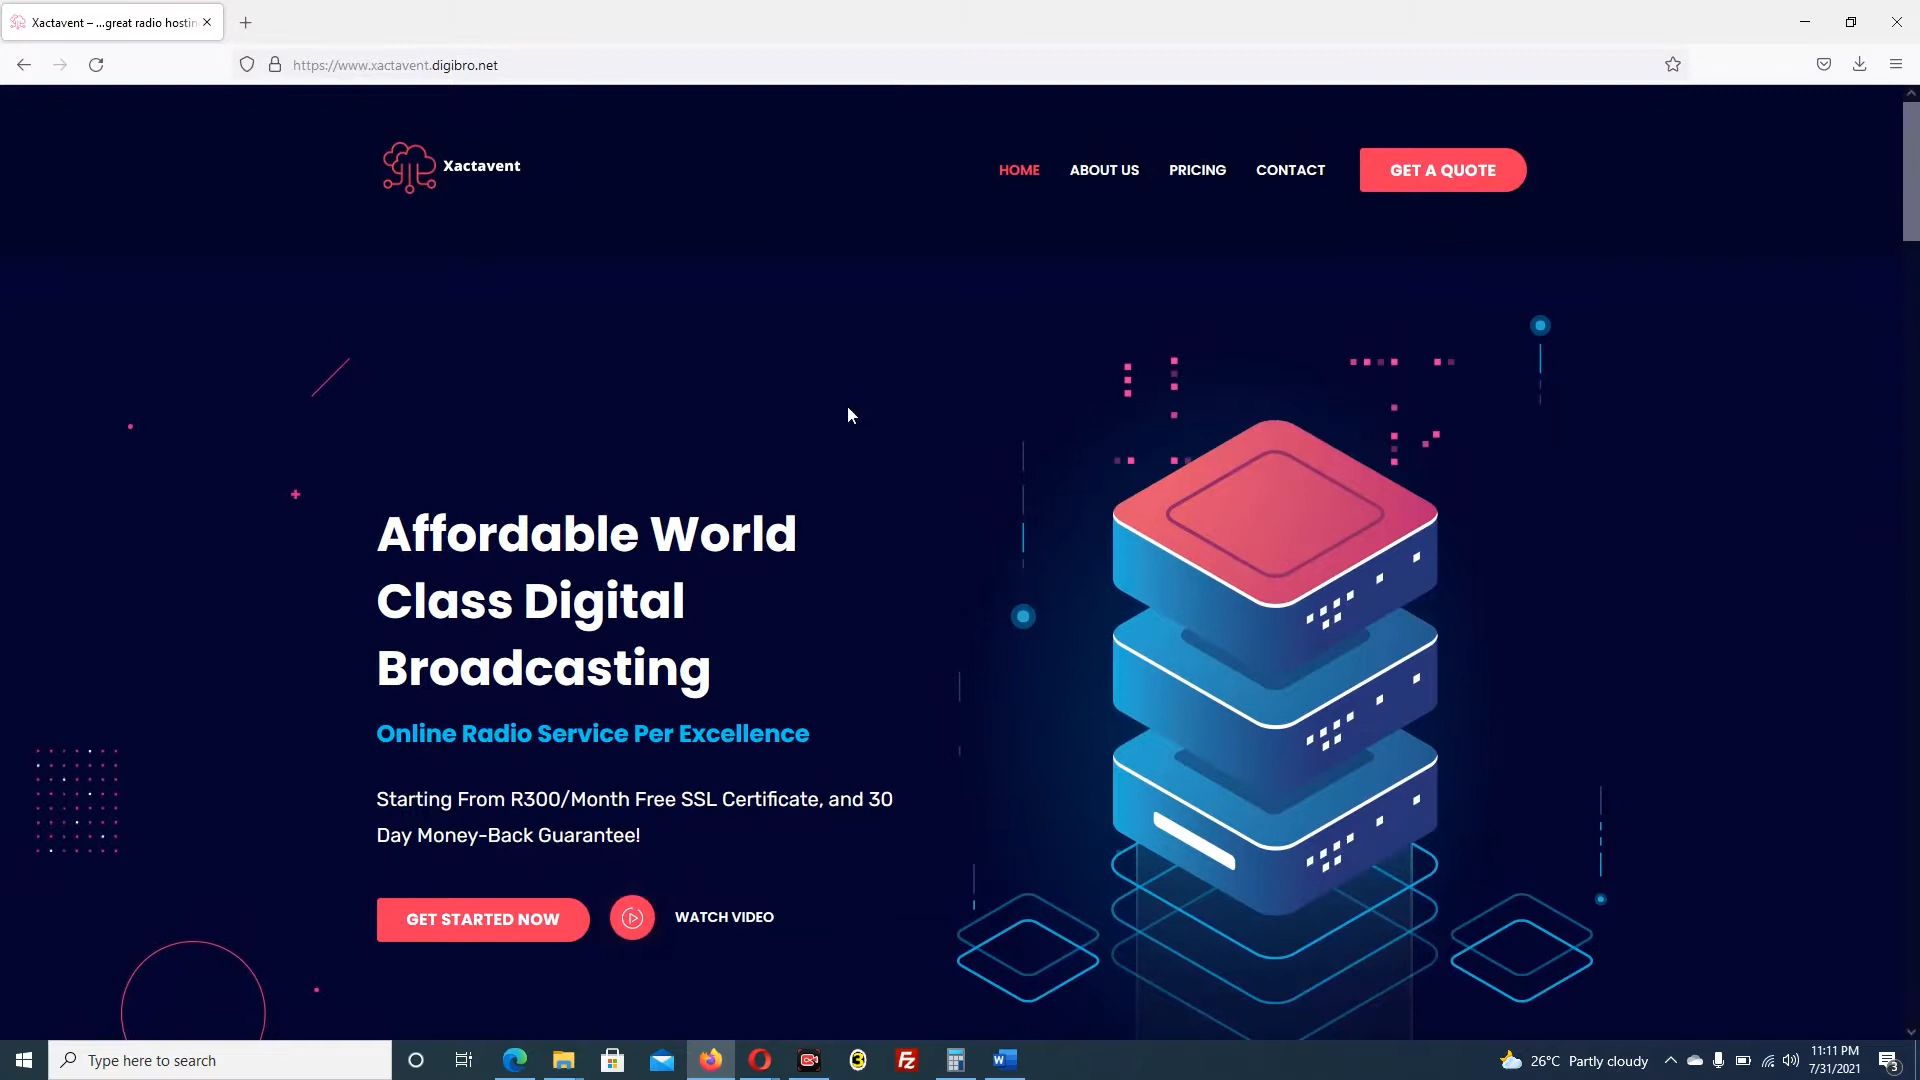 Xactavent – ...great radio hostin
https://www.xactavent.digibro.net
Xactavent
HOME ABOUT US PRICING CONTACT GET A QUOTE
Affordable World
Class Digital
Broadcasting
Online Radio Service Per Excellence
Starting From R300/Month Free SSL Certificate, and 30
Day Money-Back Guarantee!
GET STARTED NOW WATCH VIDEO
Type here to search
26°C Partly cloudy
11:11 PM
7/31/2021
3